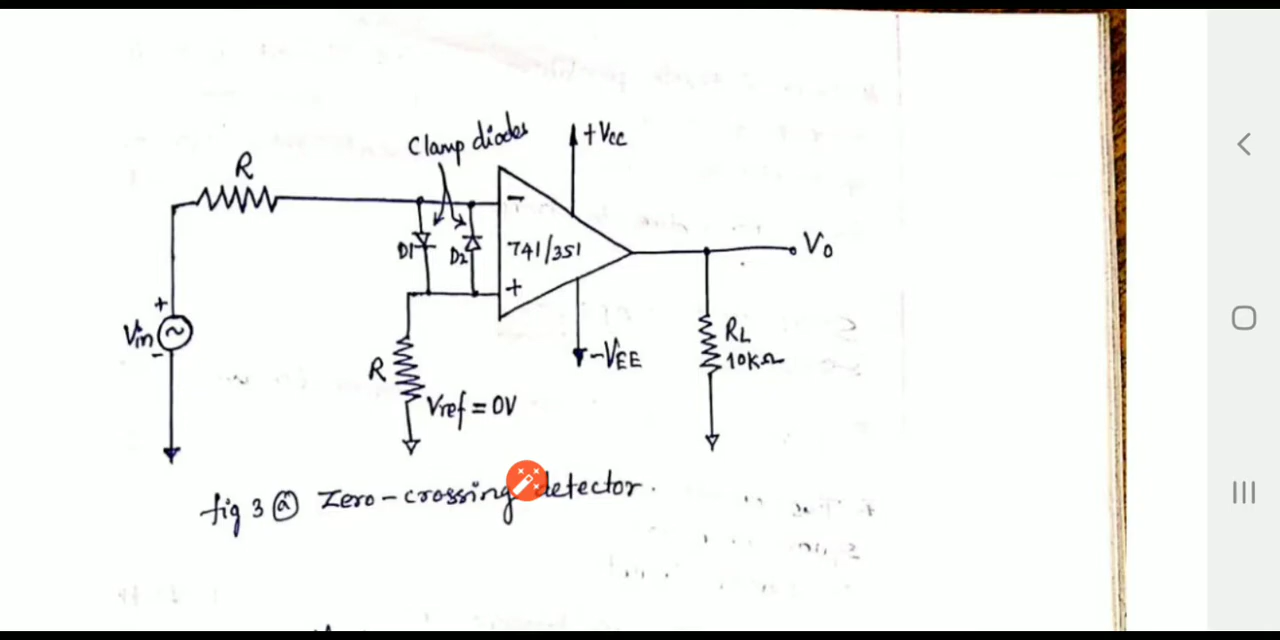 Clamp diodes
+Vcc
R
-
D1
D2
741/351
Vo
+
+
Vin
-
R
-VEE
RL
10KΩ
Vref = 0V
fig 3 (a) Zero-crossing detector.